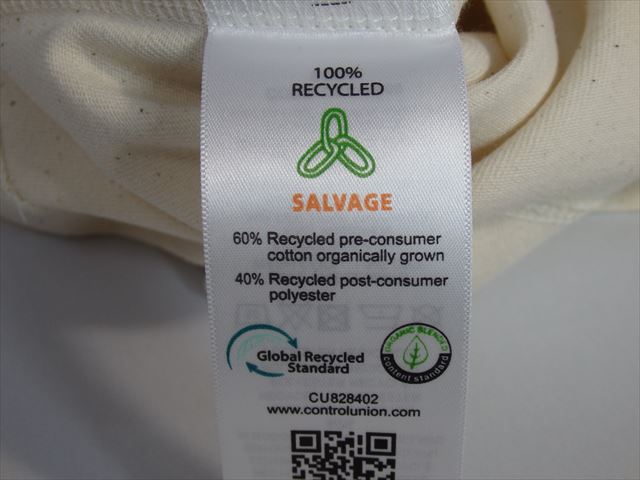 100%
RECYCLED
SALVAGE
60% Recycled pre-consumer
cotton organically grown
40% Recycled post-consumer
polyester
Global Recycled
Standard
ORGANIC BLENDED
content standard
CU828402
www.controlunion.com